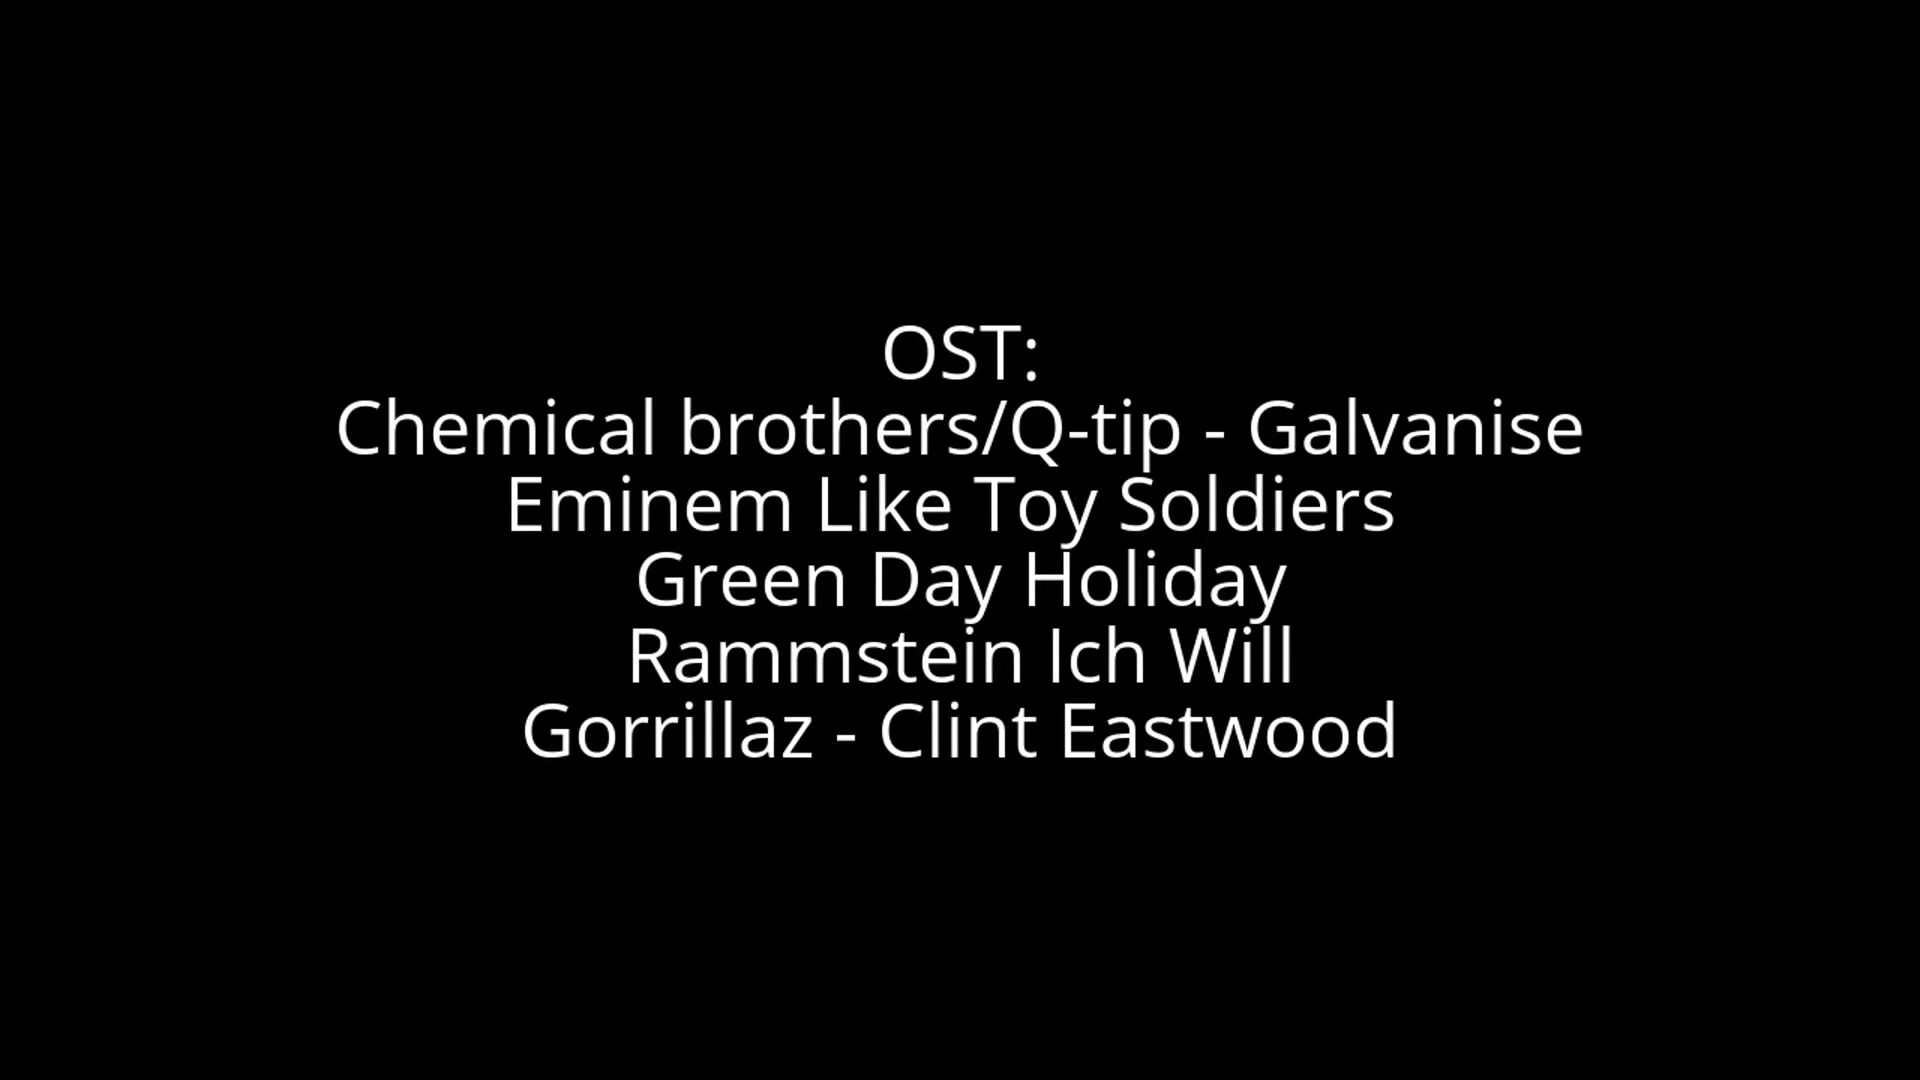 OST:
Chemical brothers/Q-tip - Galvanise
Eminem Like Toy Soldiers
Green Day Holiday
Rammstein Ich Will
Gorrillaz - Clint Eastwood